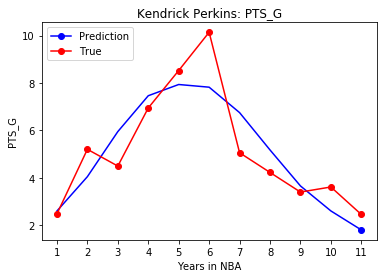 Kendrick Perkins: PTS_G
Prediction
True
PTS_G
10
8
6
4
2
1 2 3 4 5 6 7 8 9 10 11
Years in NBA